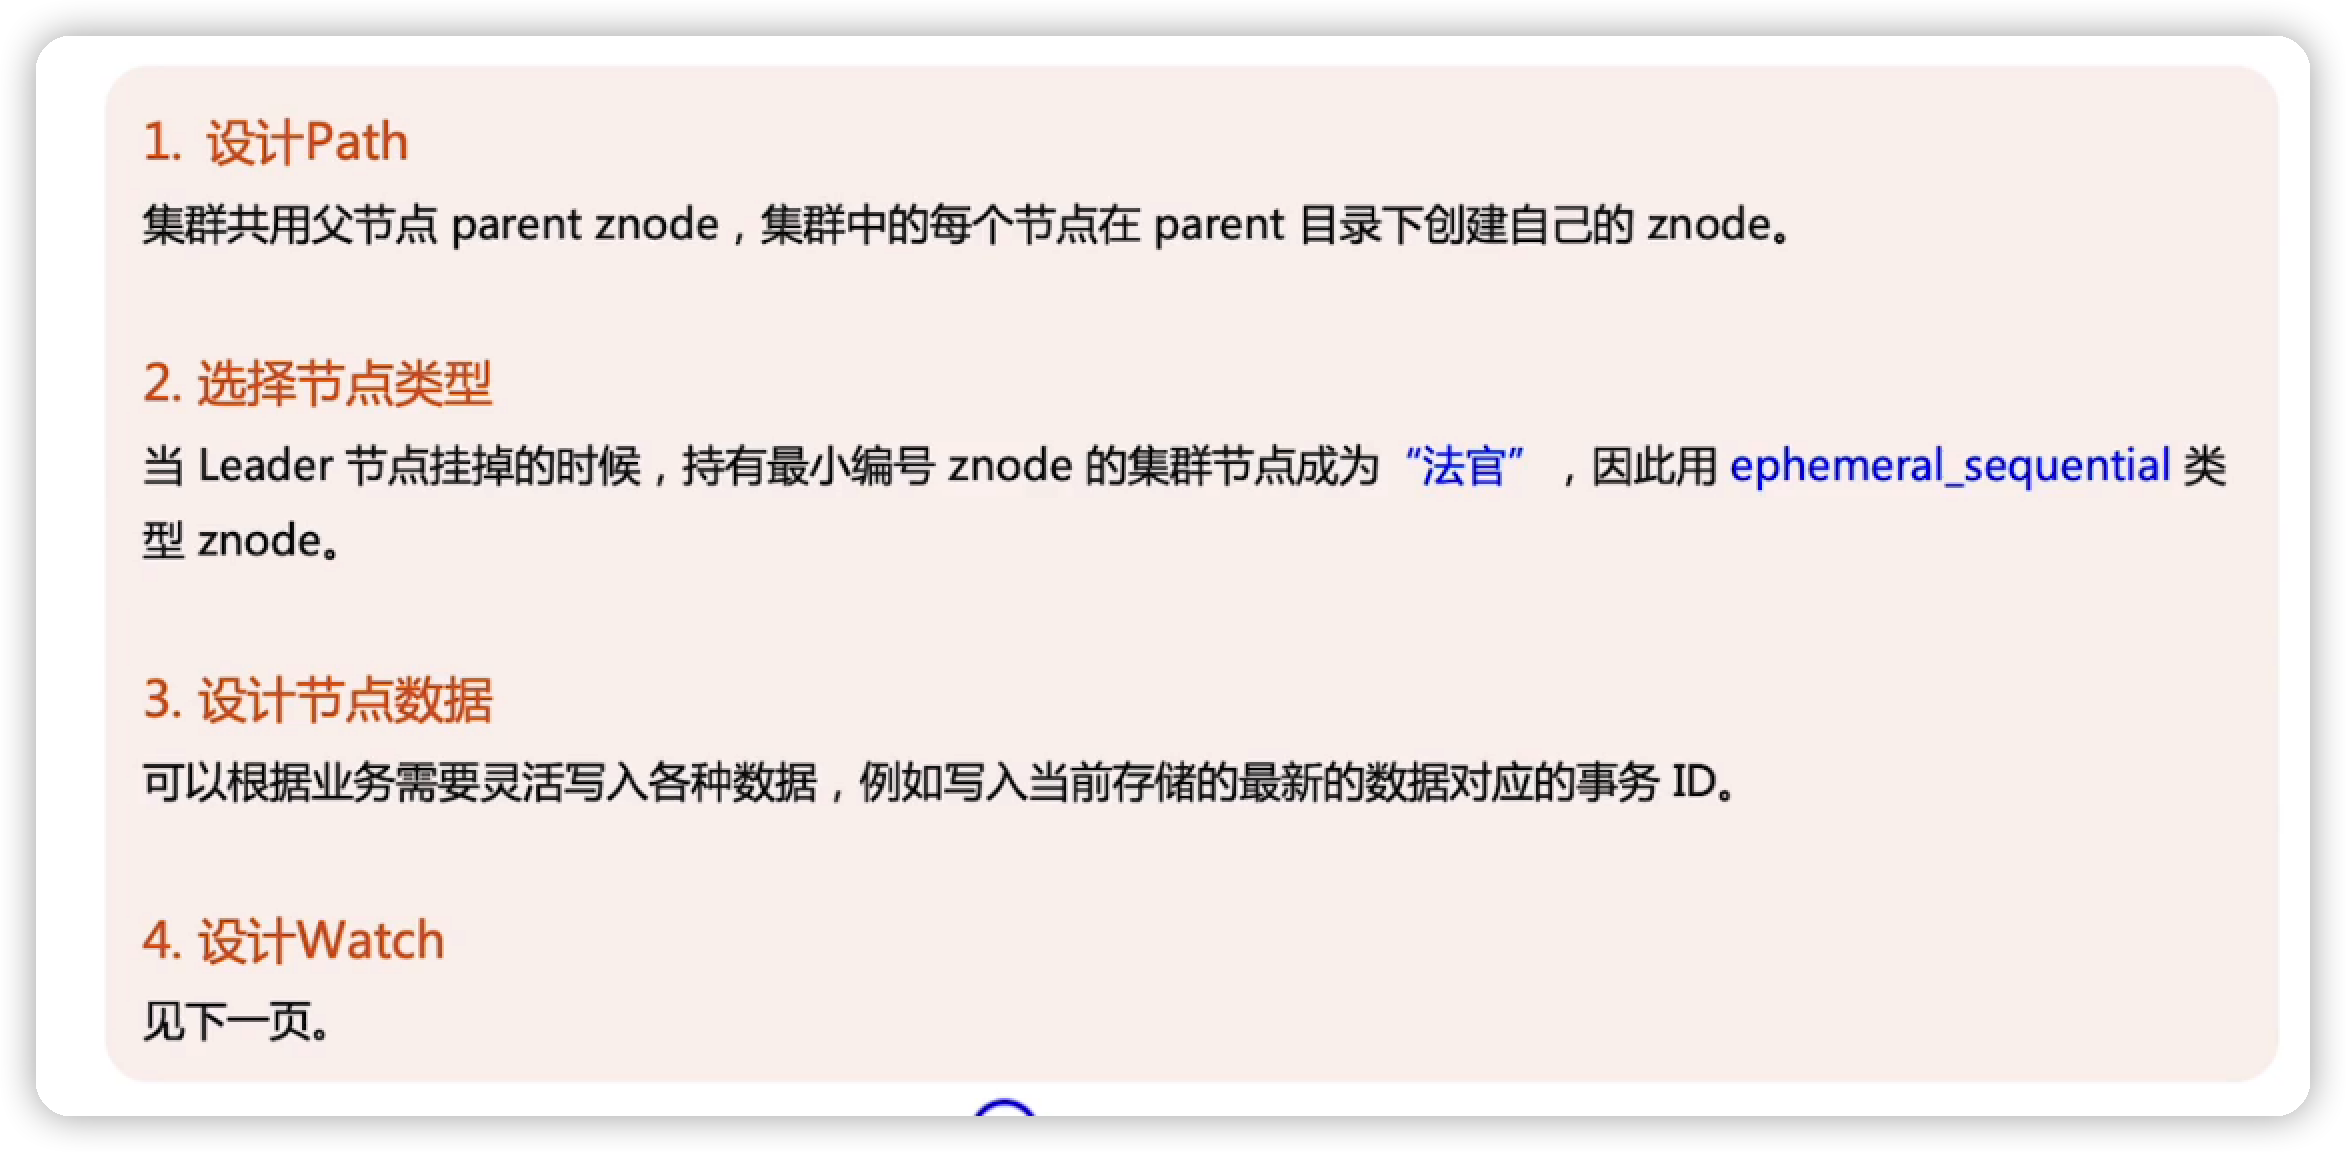 1. 设计Path
集群共用父节点 parent znode，集群中的每个节点在 parent 目录下创建自己的 znode。
2. 选择节点类型
当 Leader 节点挂掉的时候，持有最小编号 znode 的集群节点成为“法官”，因此用 ephemeral_sequential 类
型 znode。
3. 设计节点数据
可以根据业务需要灵活写入各种数据，例如写入当前存储的最新的数据对应的事务 ID。
4. 设计Watch
见下一页。